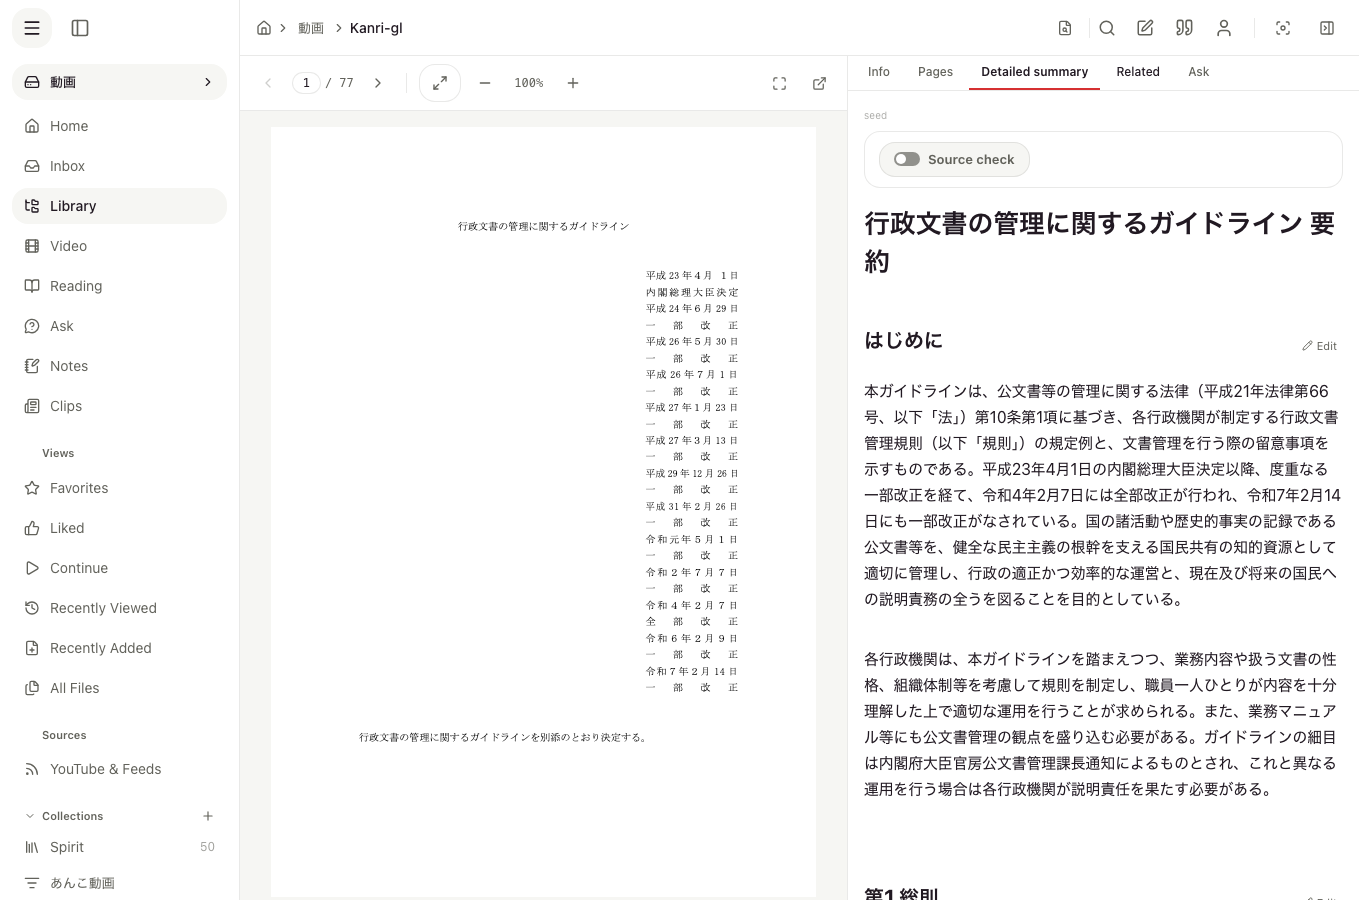 動画
Home
Inbox
Library
Video
Reading
Ask
Notes
Clips
Views
Favorites
Liked
Continue
Recently Viewed
Recently Added
All Files
Sources
YouTube & Feeds
Collections
Spirit 50
あんこ動画
動画 Kanri-gl
1 / 77
100%
行政文書の管理に関するガイドライン
平成 23 年 4 月 1 日
内閣総理大臣決定
平成 24 年 6 月 29 日
一部改正
平成 26 年 5 月 30 日
一部改正
平成 26 年 7 月 1 日
一部改正
平成 27 年 1 月 23 日
一部改正
平成 27 年 3 月 13 日
一部改正
平成 29 年 12 月 26 日
一部改正
平成 31 年 2 月 26 日
一部改正
令和元年 5 月 1 日
一部改正
令和 2 年 7 月 7 日
一部改正
令和 4 年 2 月 7 日
全部改正
令和 6 年 2 月 9 日
一部改正
令和 7 年 2 月 14 日
一部改正
行政文書の管理に関するガイドラインを別添のとおり決定する。
Info Pages Detailed summary Related Ask
seed
Source check
行政文書の管理に関するガイドライン 要
約
はじめに
Edit
本ガイドラインは、公文書等の管理に関する法律（平成21年法律第66
号、以下「法」）第10条第1項に基づき、各行政機関が制定する行政文書
管理規則（以下「規則」）の規定例と、文書管理を行う際の留意事項を
示すものである。平成23年4月1日の内閣総理大臣決定以降、度重なる
一部改正を経て、令和4年2月7日には全部改正が行われ、令和7年2月14
日にも一部改正がなされている。国の諸活動や歴史的事実の記録である
公文書等を、健全な民主主義の根幹を支える国民共有の知的資源として
適切に管理し、行政の適正かつ効率的な運営と、現在及び将来の国民へ
の説明責務の全うを図ることを目的としている。
各行政機関は、本ガイドラインを踏まえつつ、業務内容や扱う文書の性
格、組織体制等を考慮して規則を制定し、職員一人ひとりが内容を十分
理解した上で適切な運用を行うことが求められる。また、業務マニュア
ル等にも公文書管理の観点を盛り込む必要がある。ガイドラインの細目
は内閣府大臣官房公文書管理課長通知によるものとされ、これと異なる
運用を行う場合は各行政機関が説明責任を果たす必要がある。
第1 総則
Edit